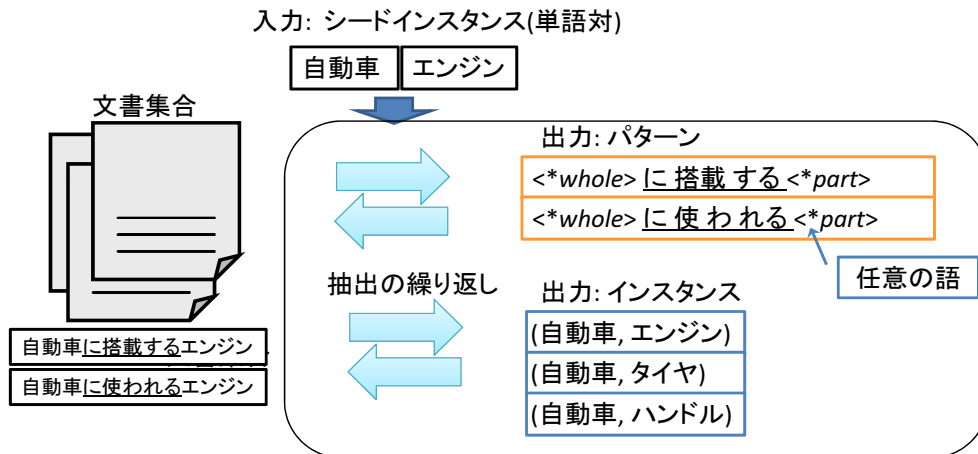 入力: シードインスタンス(単語対)
自動車 エンジン
文書集合
出力: パターン
<*whole> に 搭載 する <*part>
<*whole> に 使 わ れる <*part>
任意の語
抽出の繰り返し
出力: インスタンス
(自動車, エンジン)
(自動車, タイヤ)
(自動車, ハンドル)
自動車に搭載するエンジン
自動車に使われるエンジン